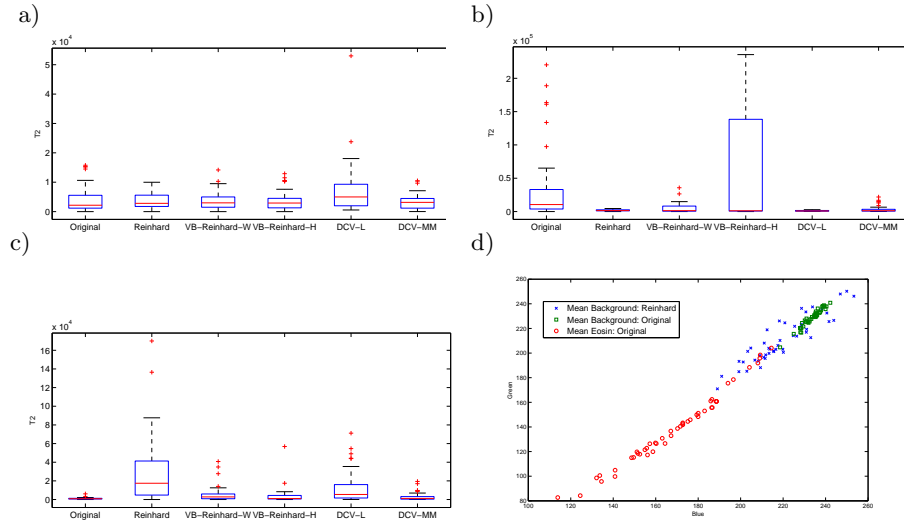 a)
x 10^4
5
4
3
2
1
0
T2
Original Reinhard VB−Reinhard−W VB−Reinhard−H DCV−L DCV−MM
b)
x 10^5
2
1.5
1
0.5
0
T2
Original Reinhard VB−Reinhard−W VB−Reinhard−H DCV−L DCV−MM
c)
x 10^4
16
14
12
10
8
6
4
2
0
T2
Original Reinhard VB−Reinhard−W VB−Reinhard−H DCV−L DCV−MM
d)
260
240
220
200
180
160
140
120
100
80
Green
Mean Background: Reinhard
Mean Background: Original
Mean Eosin: Original
100 120 140 160 180 200 220 240 260
Blue